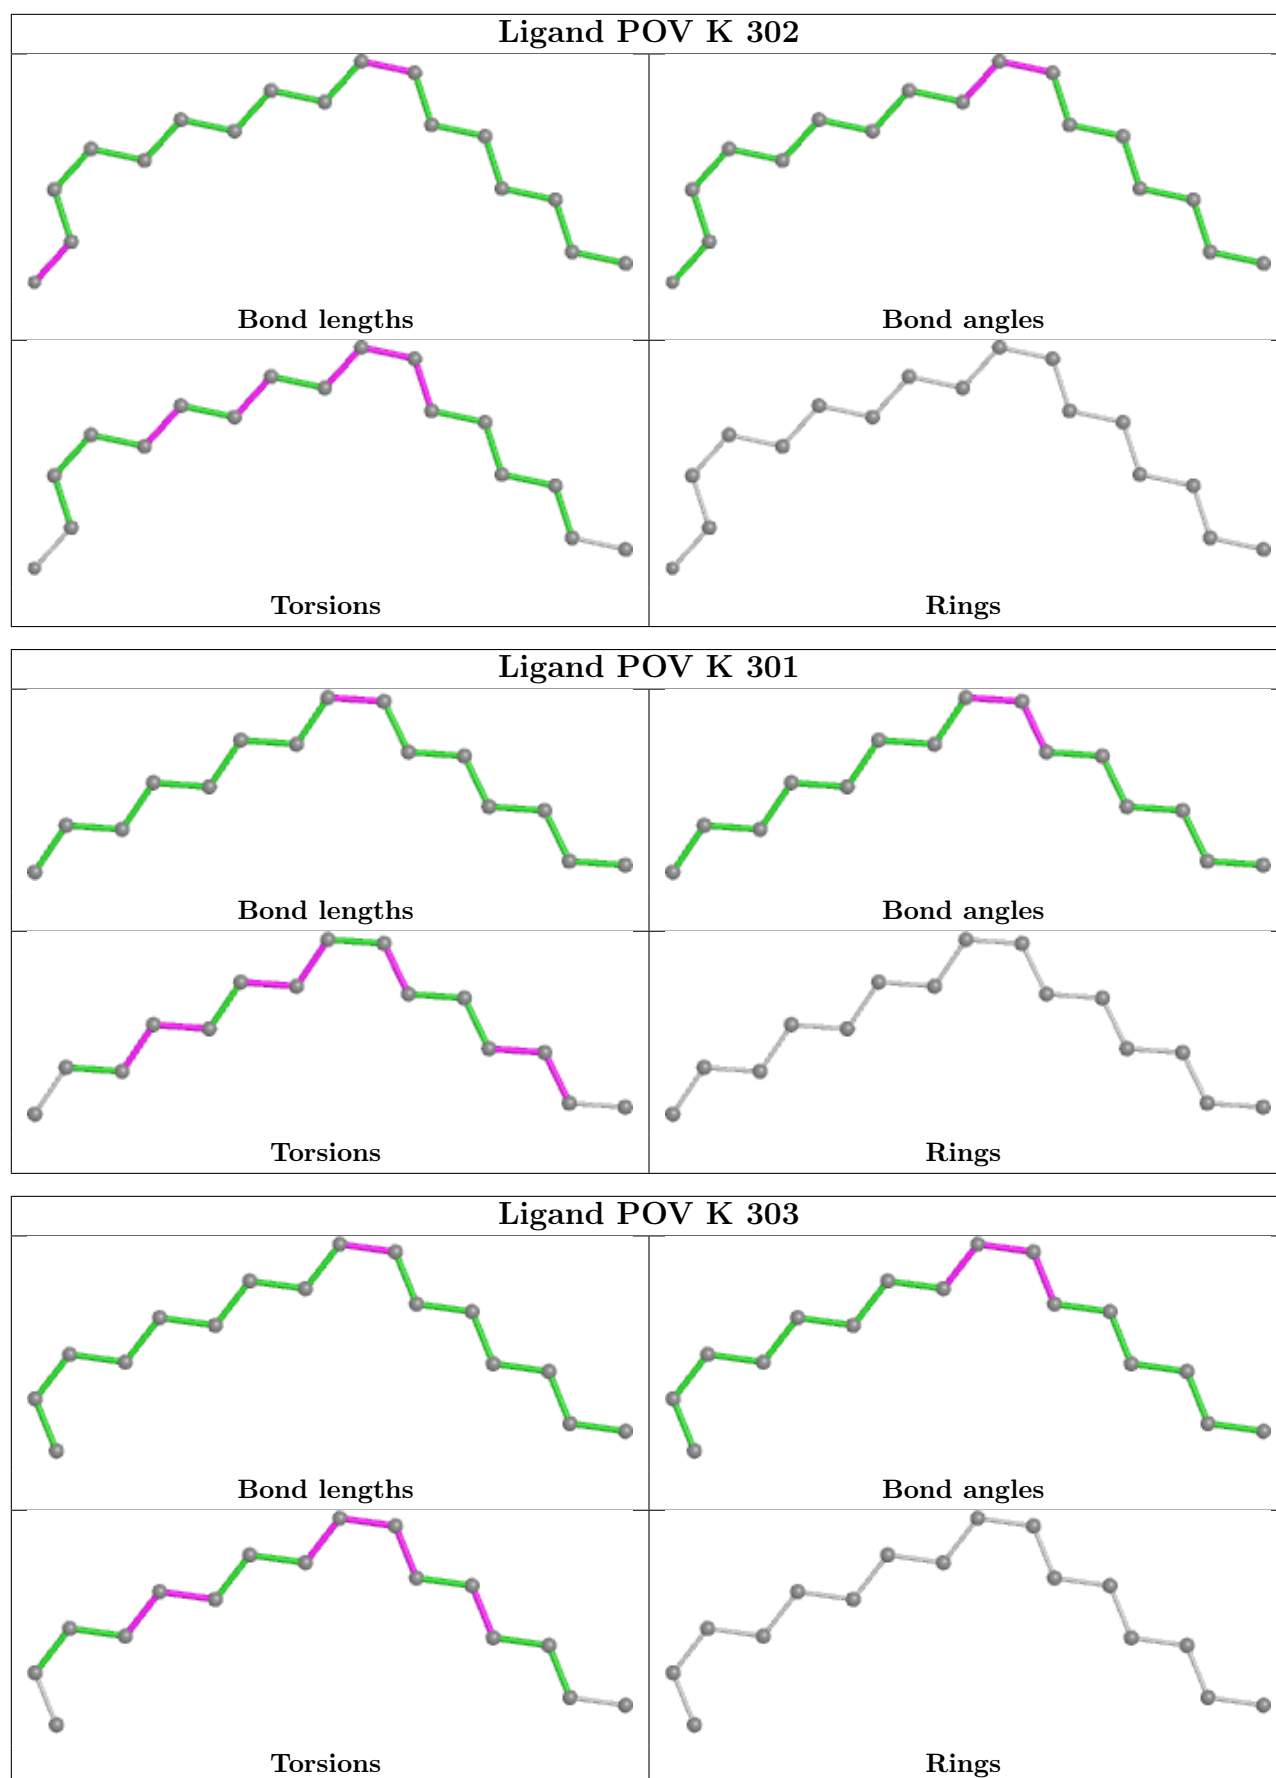 Ligand POV K 302
Bond lengths
Bond angles
Torsions
Rings
Ligand POV K 301
Bond lengths
Bond angles
Torsions
Rings
Ligand POV K 303
Bond lengths
Bond angles
Torsions
Rings